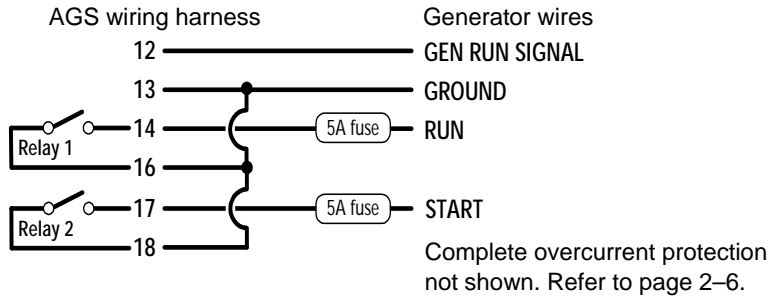 AGS wiring harness Generator wires
12 GEN RUN SIGNAL
13 GROUND
14 5A fuse RUN
Relay 1
16
17 5A fuse START
Relay 2
18
Complete overcurrent protection
not shown. Refer to page 2–6.